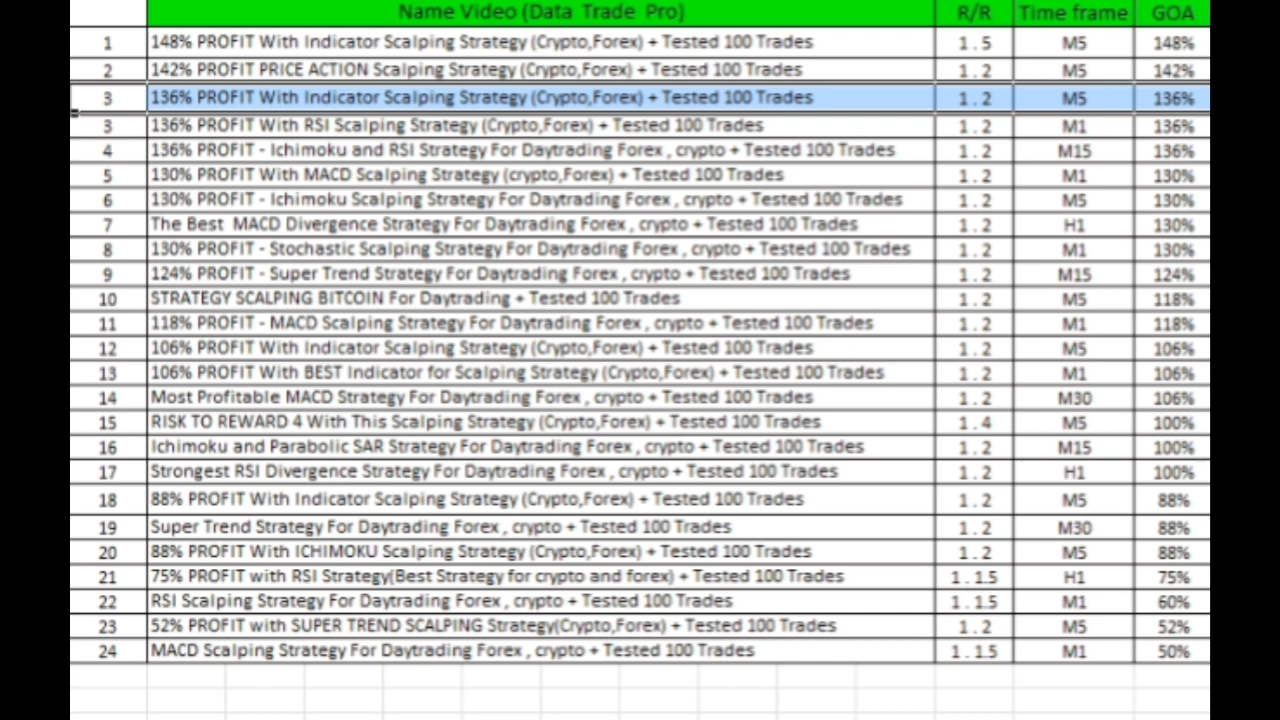 Name Video (Data Trade Pro) R/R Time frame GOA
1 148% PROFIT With Indicator Scalping Strategy (Crypto,Forex) + Tested 100 Trades 1 . 5 M5 148%
2 142% PROFIT PRICE ACTION Scalping Strategy (Crypto,Forex) + Tested 100 Trades 1 . 2 M5 142%
3 136% PROFIT With Indicator Scalping Strategy (Crypto,Forex) + Tested 100 Trades 1 . 2 M5 136%
3 136% PROFIT With RSI Scalping Strategy (Crypto,Forex) + Tested 100 Trades 1 . 2 M1 136%
4 136% PROFIT - Ichimoku and RSI Strategy For Daytrading Forex , crypto + Tested 100 Trades 1 . 2 M15 136%
5 130% PROFIT With MACD Scalping Strategy (crypto,Forex) + Tested 100 Trades 1 . 2 M1 130%
6 130% PROFIT - Ichimoku Scalping Strategy For Daytrading Forex , crypto + Tested 100 Trades 1 . 2 M5 130%
7 The Best MACD Divergence Strategy For Daytrading Forex , crypto + Tested 100 Trades 1 . 2 H1 130%
8 130% PROFIT - Stochastic Scalping Strategy For Daytrading Forex , crypto + Tested 100 Trades 1 . 2 M1 130%
9 124% PROFIT - Super Trend Strategy For Daytrading Forex , crypto + Tested 100 Trades 1 . 2 M15 124%
10 STRATEGY SCALPING BITCOIN For Daytrading + Tested 100 Trades 1 . 2 M5 118%
11 118% PROFIT - MACD Scalping Strategy For Daytrading Forex , crypto + Tested 100 Trades 1 . 2 M1 118%
12 106% PROFIT With Indicator Scalping Strategy (Crypto,Forex) + Tested 100 Trades 1 . 2 M5 106%
13 106% PROFIT With BEST Indicator for Scalping Strategy (Crypto,Forex) + Tested 100 Trades 1 . 2 M1 106%
14 Most Profitable MACD Strategy For Daytrading Forex , crypto + Tested 100 Trades 1 . 2 M30 106%
15 RISK TO REWARD 4 With This Scalping Strategy (Crypto,Forex) + Tested 100 Trades 1 . 4 M5 100%
16 Ichimoku and Parabolic SAR Strategy For Daytrading Forex , crypto + Tested 100 Trades 1 . 2 M15 100%
17 Strongest RSI Divergence Strategy For Daytrading Forex , crypto + Tested 100 Trades 1 . 2 H1 100%
18 88% PROFIT With Indicator Scalping Strategy (Crypto,Forex) + Tested 100 Trades 1 . 2 M5 88%
19 Super Trend Strategy For Daytrading Forex , crypto + Tested 100 Trades 1 . 2 M30 88%
20 88% PROFIT With ICHIMOKU Scalping Strategy (Crypto,Forex) + Tested 100 Trades 1 . 2 M5 88%
21 75% PROFIT with RSI Strategy(Best Strategy for crypto and forex) + Tested 100 Trades 1 . 1.5 H1 75%
22 RSI Scalping Strategy For Daytrading Forex , crypto + Tested 100 Trades 1 . 1.5 M1 60%
23 52% PROFIT with SUPER TREND SCALPING Strategy(Crypto,Forex) + Tested 100 Trades 1 . 2 M5 52%
24 MACD Scalping Strategy For Daytrading Forex , crypto + Tested 100 Trades 1 . 1.5 M1 50%